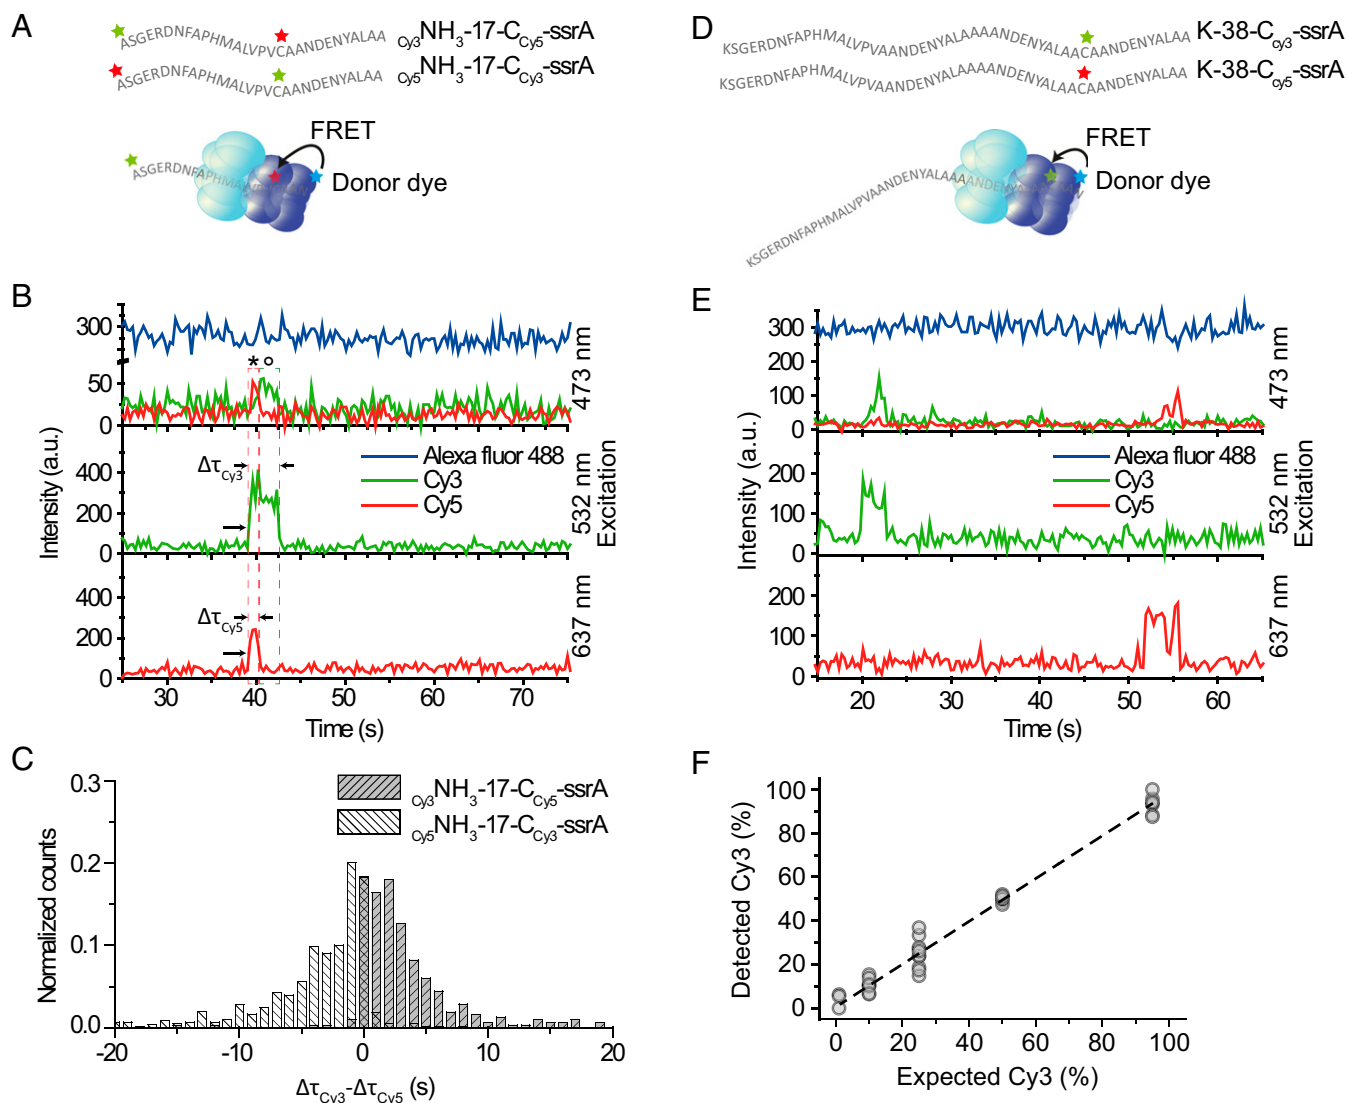 A
ASGERDNFAPHMALVPVCAANDENYALAA Cy3NH3-17-CCy5-ssrA
ASGERDNFAPHMALVPVCAANDENYALAA Cy5NH3-17-CCy3-ssrA
FRET
Donor dye
B
300
50
0
473 nm
* °
Intensity (a.u.)
400
200
0
ΔτCy3
Alexa fluor 488
Cy3
Cy5
532 nm
Excitation
400
200
0
ΔτCy5
637 nm
30 40 50 60 70
Time (s)
C
0.3
0.2
0.1
0.0
Normalized counts
Cy3NH3-17-CCy5-ssrA
Cy5NH3-17-CCy3-ssrA
-20 -10 0 10 20
ΔτCy3-ΔτCy5 (s)
D
KSGERDNFAPHMALVPVAANDENYALAAAANDENYALAACAANDENYALAA K-38-Ccy3-ssrA
KSGERDNFAPHMALVPVAANDENYALAAAANDENYALAACAANDENYALAA K-38-Ccy5-ssrA
FRET
Donor dye
E
300
200
100
0
473 nm
Intensity (a.u.)
200
100
0
Alexa fluor 488
Cy3
Cy5
532 nm
Excitation
200
100
0
637 nm
20 30 40 50 60
Time (s)
F
100
80
60
40
20
0
Detected Cy3 (%)
0 20 40 60 80 100
Expected Cy3 (%)